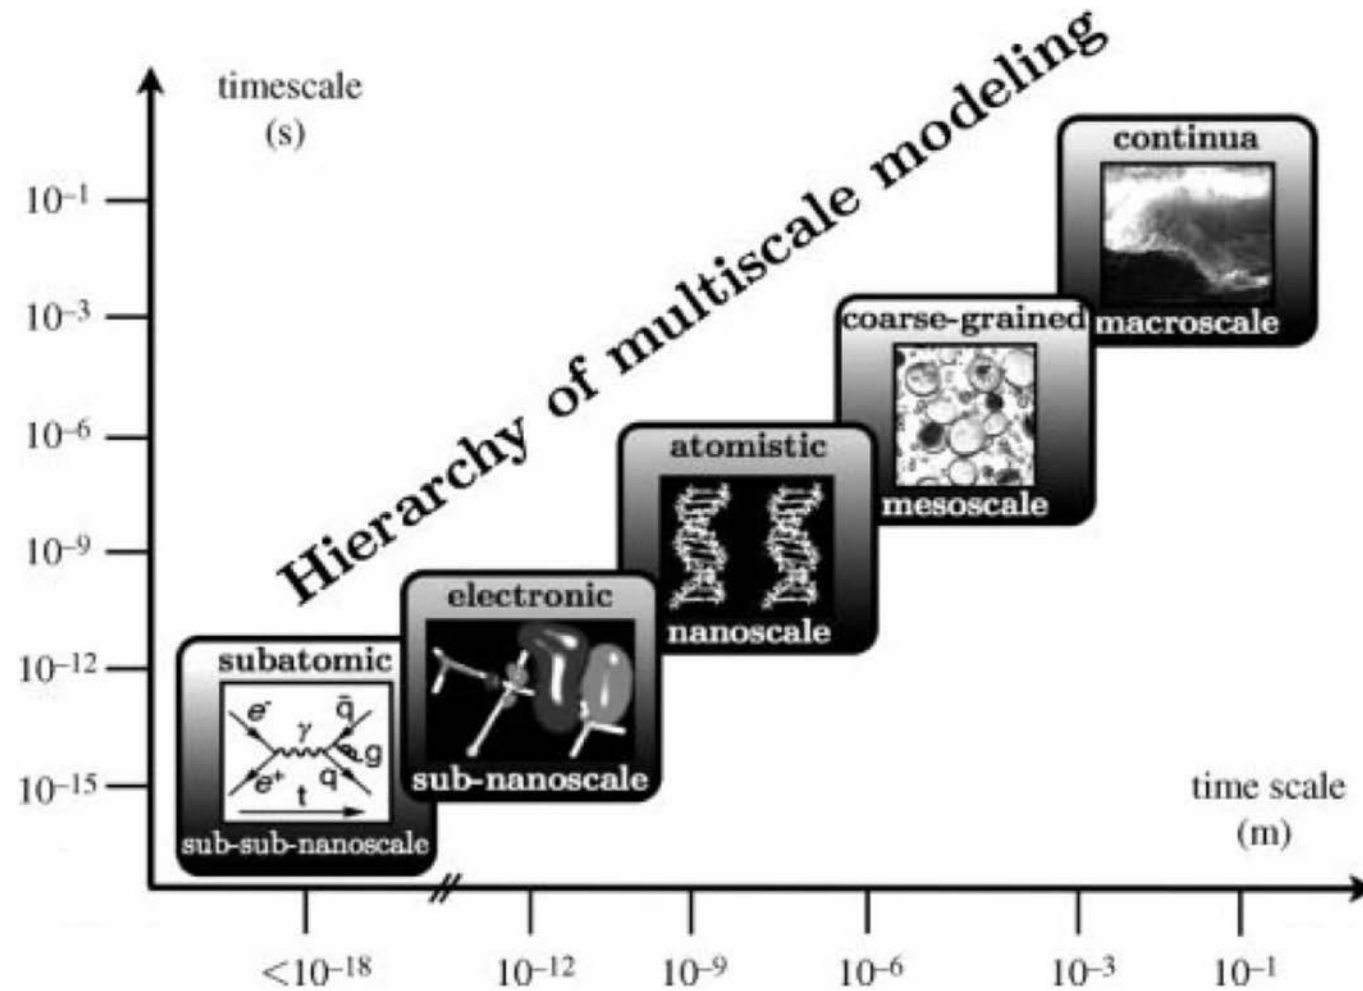 Hierarchy of multiscale modeling
timescale
(s)
10⁻¹
10⁻³
10⁻⁶
10⁻⁹
10⁻¹²
10⁻¹⁵
continua
macroscale
coarse-grained
mesoscale
atomistic
nanoscale
electronic
sub-nanoscale
subatomic
e⁻
q̄
γ
g
e⁺
q
t
sub-sub-nanoscale
time scale
(m)
<10⁻¹⁸
10⁻¹²
10⁻⁹
10⁻⁶
10⁻³
10⁻¹